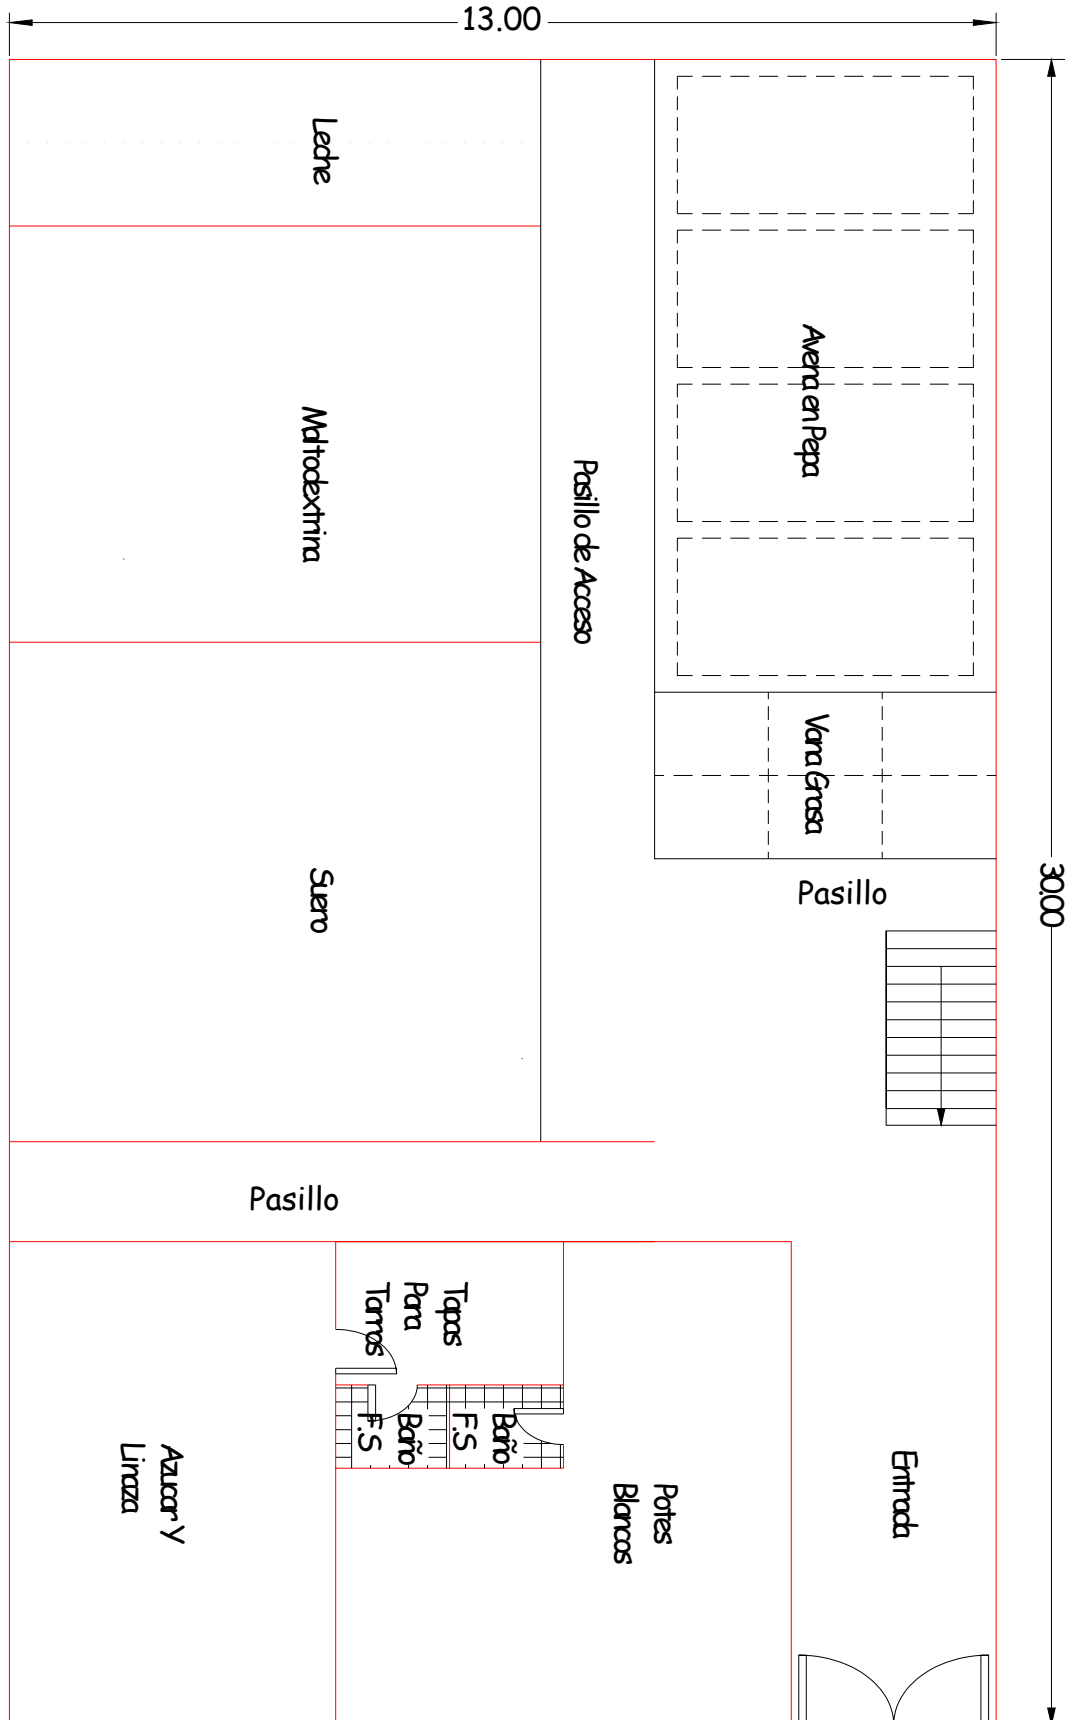 13.00
Leche
Avena en Pepa
Maltodextrina
Pasillo de Acceso
Vana Grasa
Suero
Pasillo
30.00
Pasillo
Tapas
Para
Tarros
Baño
F.S
Baño
F.S
Azucar Y
Linaza
Potes
Blancos
Entrada